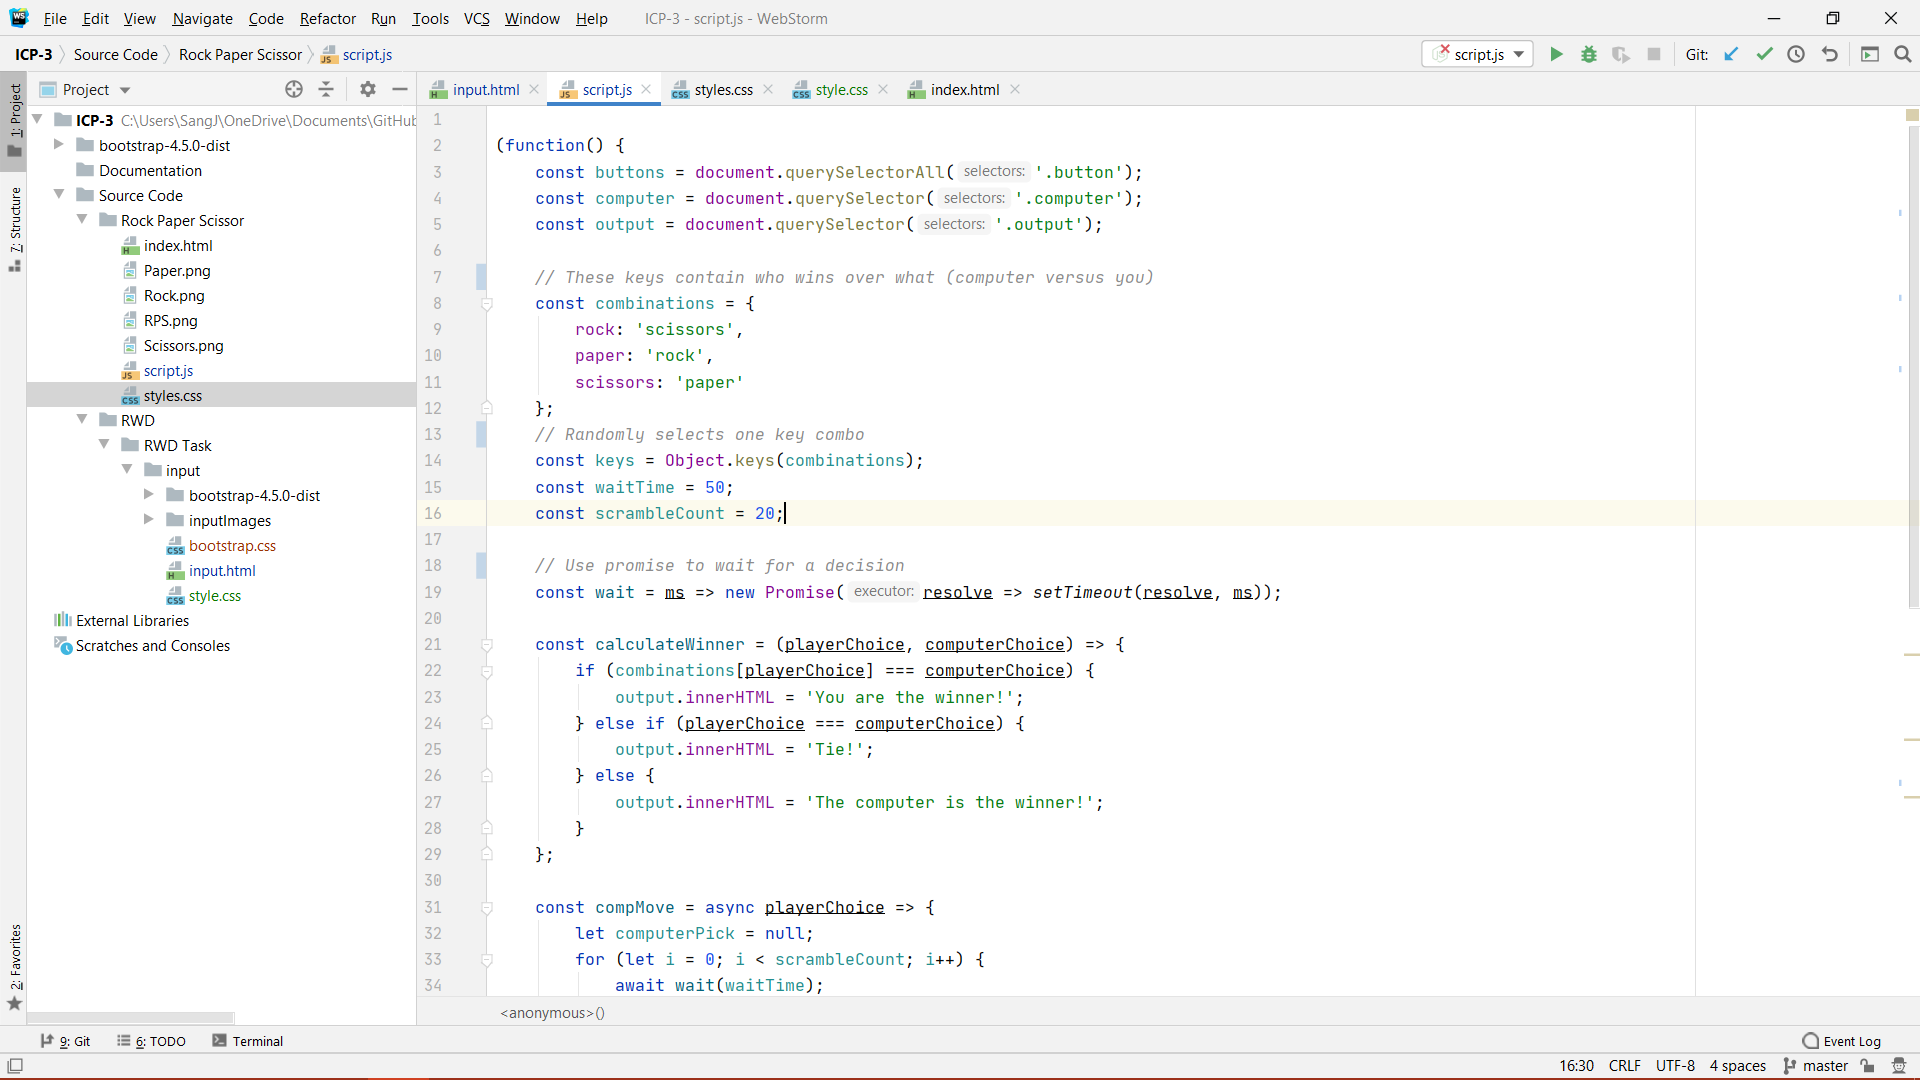 File Edit View Navigate Code Refactor Run Tools VCS Window Help ICP-3 - script.js - WebStorm
ICP-3 Source Code Rock Paper Scissor script.js script.js Git:
Project input.html script.js styles.css style.css index.html
1: Project
7: Structure
2: Favorites
ICP-3 C:\Users\SangJ\OneDrive\Documents\GitHub
bootstrap-4.5.0-dist
Documentation
Source Code
Rock Paper Scissor
index.html
Paper.png
Rock.png
RPS.png
Scissors.png
script.js
styles.css
RWD
RWD Task
input
bootstrap-4.5.0-dist
inputImages
bootstrap.css
input.html
style.css
External Libraries
Scratches and Consoles
1
2 (function() {
3 const buttons = document.querySelectorAll( selectors: '.button');
4 const computer = document.querySelector( selectors: '.computer');
5 const output = document.querySelector( selectors: '.output');
6
7 // These keys contain who wins over what (computer versus you)
8 const combinations = {
9 rock: 'scissors',
10 paper: 'rock',
11 scissors: 'paper'
12 };
13 // Randomly selects one key combo
14 const keys = Object.keys(combinations);
15 const waitTime = 50;
16 const scrambleCount = 20;
17
18 // Use promise to wait for a decision
19 const wait = ms => new Promise( executor: resolve => setTimeout(resolve, ms));
20
21 const calculateWinner = (playerChoice, computerChoice) => {
22 if (combinations[playerChoice] === computerChoice) {
23 output.innerHTML = 'You are the winner!';
24 } else if (playerChoice === computerChoice) {
25 output.innerHTML = 'Tie!';
26 } else {
27 output.innerHTML = 'The computer is the winner!';
28 }
29 };
30
31 const compMove = async playerChoice => {
32 let computerPick = null;
33 for (let i = 0; i < scrambleCount; i++) {
34 await wait(waitTime);
<anonymous>()
9: Git 6: TODO Terminal Event Log
16:30 CRLF UTF-8 4 spaces master